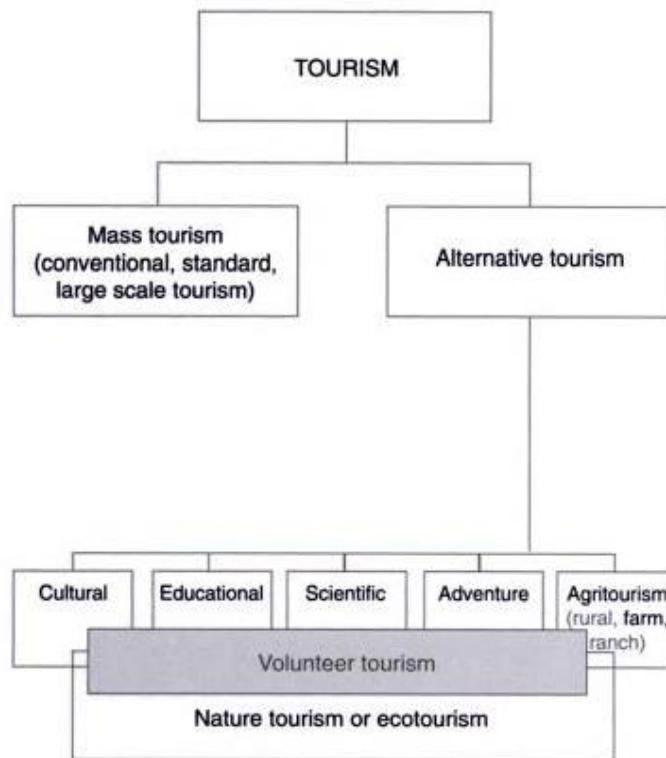 TOURISM
Mass tourism
(conventional, standard,
large scale tourism)
Alternative tourism
Cultural
Educational
Scientific
Adventure
Agritourism
(rural, farm,
ranch)
Volunteer tourism
Nature tourism or ecotourism